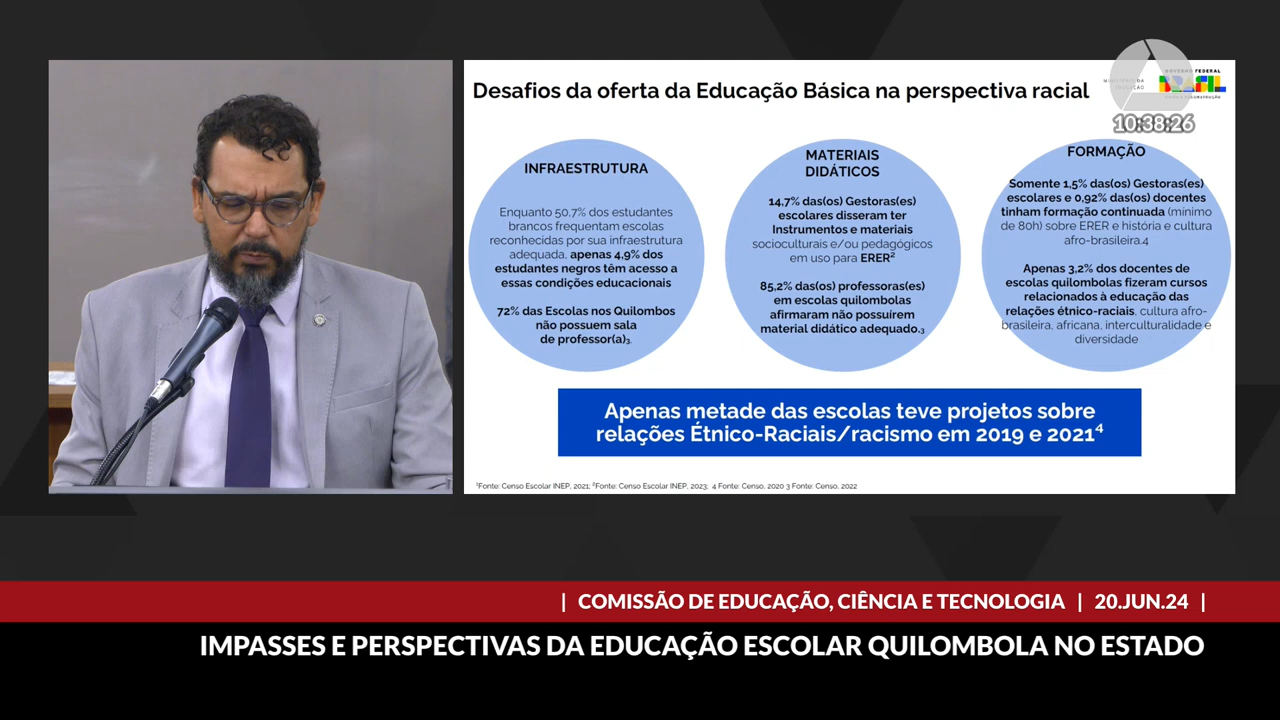 Desafios da oferta da Educação Básica na perspectiva racial
GOVERNO FEDERAL
BRASIL
10:38:26
INFRAESTRUTURA
Enquanto 50,7% dos estudantes
brancos frequentam escolas
reconhecidas por sua infraestrutura
adequada, apenas 4,9% dos
estudantes negros têm acesso a
essas condições educacionais
72% das Escolas nos Quilombos
não possuem sala
de professor(a)3.
MATERIAIS
DIDÁTICOS
14,7% das(os) Gestoras(es)
escolares disseram ter
Instrumentos e materiais
socioculturais e/ou pedagógicos
em uso para ERER²
85,2% das(os) professoras(es)
em escolas quilombolas
afirmaram não possuírem
material didático adequado.3
FORMAÇÃO
Somente 1,5% das(os) Gestoras(es)
escolares e 0,92% das(os) docentes
tinham formação continuada (mínimo
de 80h) sobre ERER e história e cultura
afro-brasileira.4
Apenas 3,2% dos docentes de
escolas quilombolas fizeram cursos
relacionados à educação das
relações étnico-raciais, cultura afro-
brasileira, africana, interculturalidade e
diversidade
Apenas metade das escolas teve projetos sobre
relações Étnico-Raciais/racismo em 2019 e 2021⁴
¹Fonte: Censo Escolar INEP, 2021; ²Fonte: Censo Escolar INEP, 2023; 4 Fonte: Censo, 2020 3 Fonte: Censo, 2022
| COMISSÃO DE EDUCAÇÃO, CIÊNCIA E TECNOLOGIA | 20.JUN.24 |
IMPASSES E PERSPECTIVAS DA EDUCAÇÃO ESCOLAR QUILOMBOLA NO ESTADO